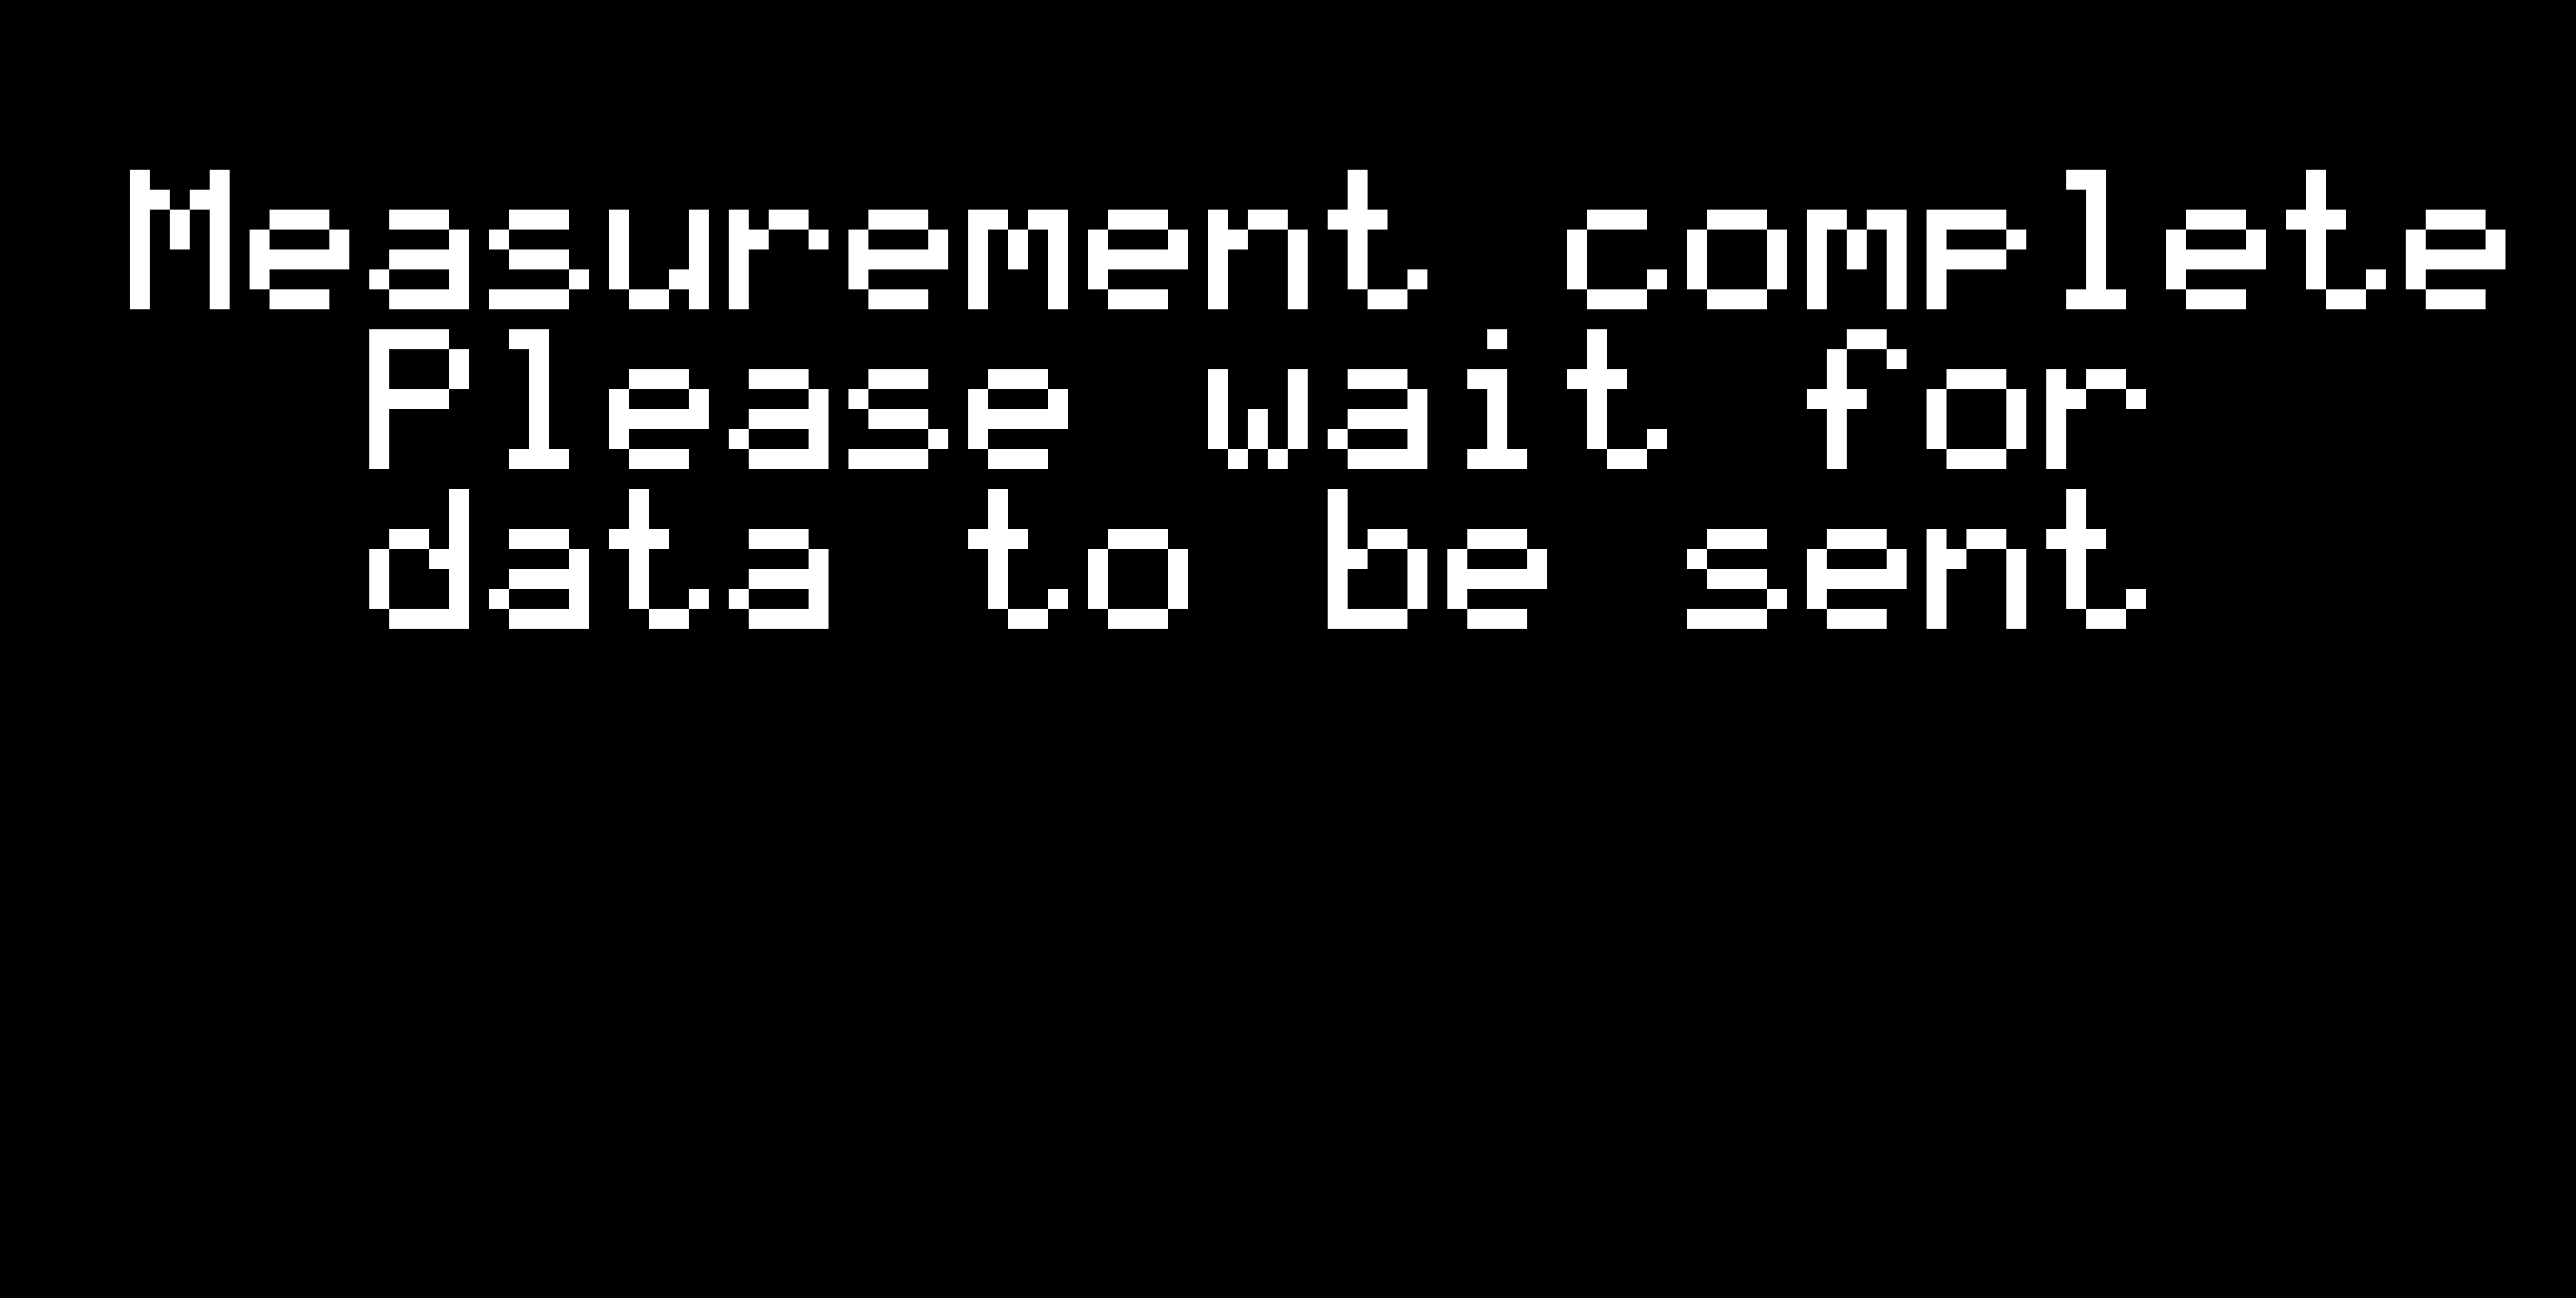 Measurement complete
Please wait for
data to be sent